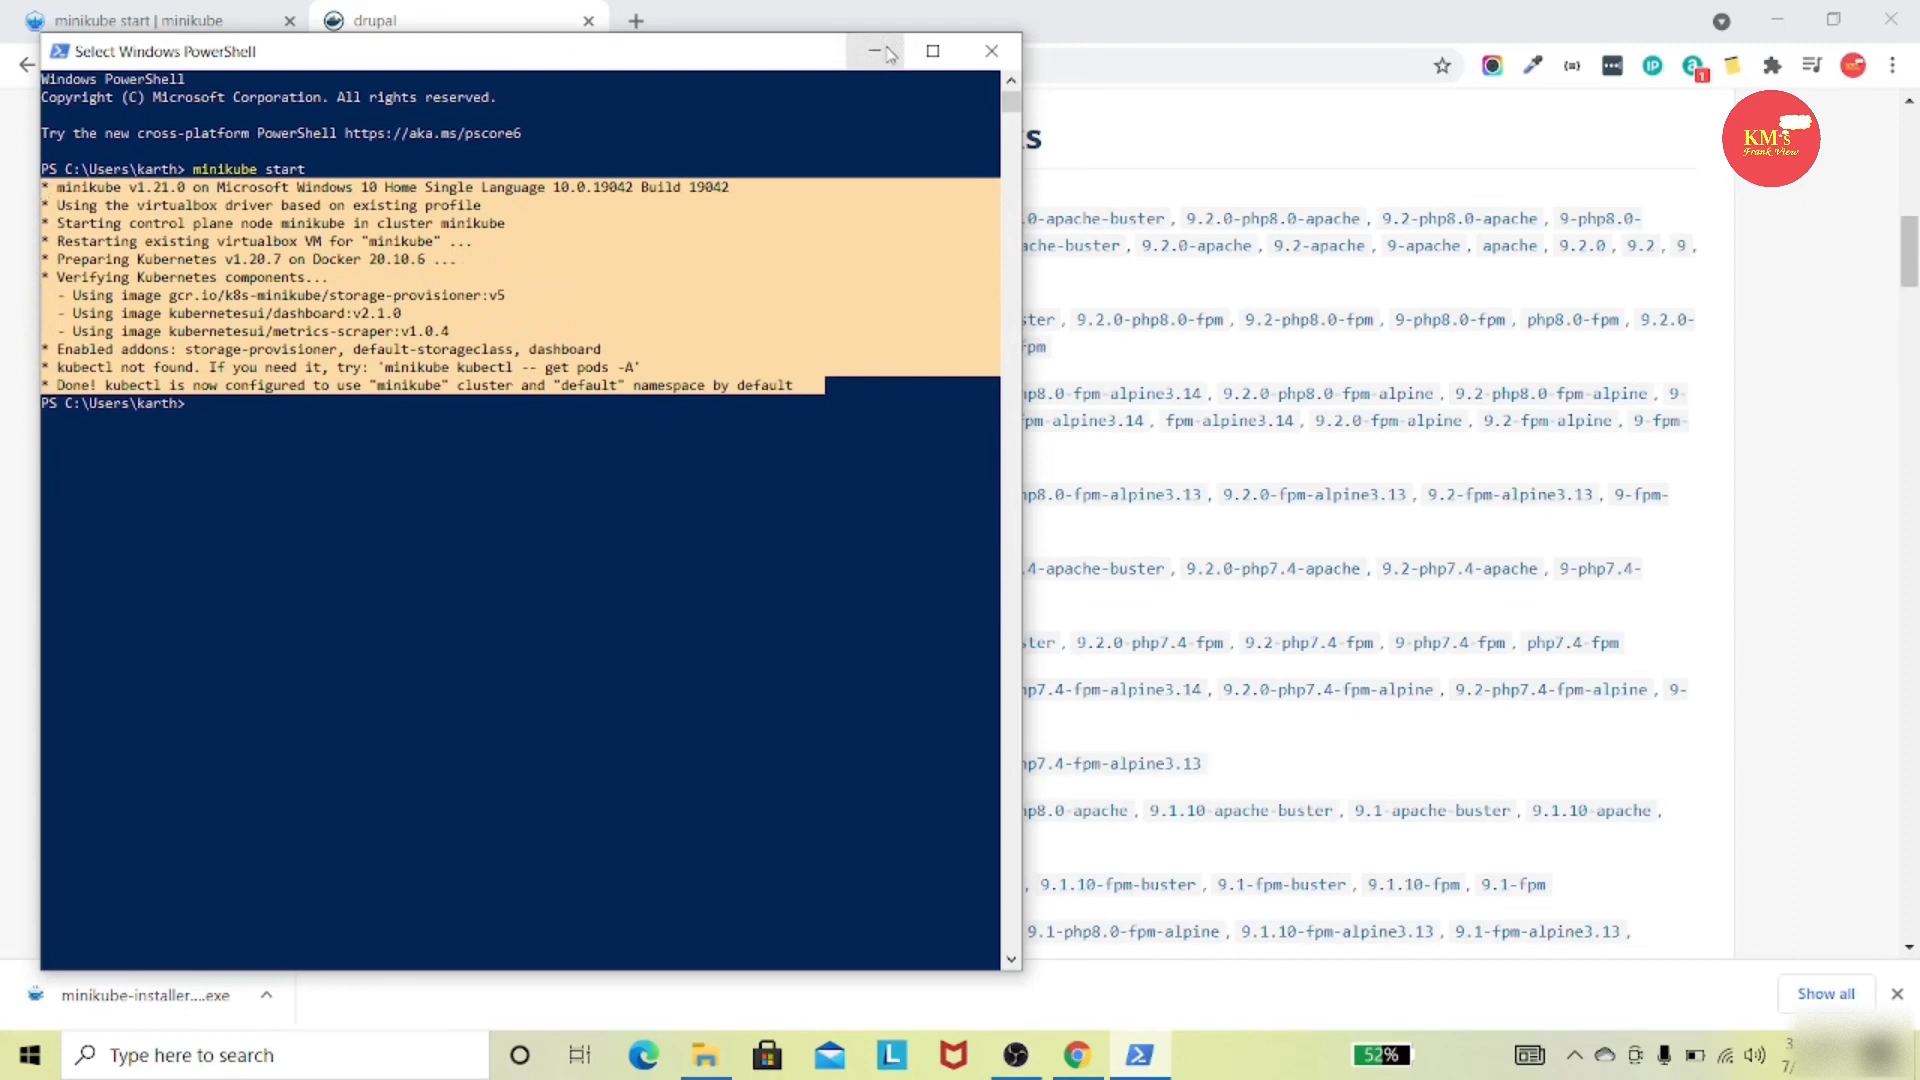 minikube start | minikube
drupal
Select Windows PowerShell
Windows PowerShell
Copyright (C) Microsoft Corporation. All rights reserved.
Try the new cross-platform PowerShell https://aka.ms/pscore6
PS C:\Users\karth> minikube start
* minikube v1.21.0 on Microsoft Windows 10 Home Single Language 10.0.19042 Build 19042
* Using the virtualbox driver based on existing profile
* Starting control plane node minikube in cluster minikube
* Restarting existing virtualbox VM for "minikube" ...
* Preparing Kubernetes v1.20.7 on Docker 20.10.6 ...
* Verifying Kubernetes components...
- Using image gcr.io/k8s-minikube/storage-provisioner:v5
- Using image kubernetesui/dashboard:v2.1.0
- Using image kubernetesui/metrics-scraper:v1.0.4
* Enabled addons: storage-provisioner, default-storageclass, dashboard
* kubectl not found. If you need it, try: 'minikube kubectl -- get pods -A'
* Done! kubectl is now configured to use "minikube" cluster and "default" namespace by default
PS C:\Users\karth>
KM's
Frank View
.0-apache-buster , 9.2.0-php8.0-apache , 9.2-php8.0-apache , 9-php8.0-
ache-buster , 9.2.0-apache , 9.2-apache , 9-apache , apache , 9.2.0 , 9.2 , 9 ,
ster , 9.2.0-php8.0-fpm , 9.2-php8.0-fpm , 9-php8.0-fpm , php8.0-fpm , 9.2.0-
fpm
hp8.0-fpm-alpine3.14 , 9.2.0-php8.0-fpm-alpine , 9.2-php8.0-fpm-alpine , 9-
fpm-alpine3.14 , fpm-alpine3.14 , 9.2.0-fpm-alpine , 9.2-fpm-alpine , 9-fpm-
hp8.0-fpm-alpine3.13 , 9.2.0-fpm-alpine3.13 , 9.2-fpm-alpine3.13 , 9-fpm-
.4-apache-buster , 9.2.0-php7.4-apache , 9.2-php7.4-apache , 9-php7.4-
ster , 9.2.0-php7.4-fpm , 9.2-php7.4-fpm , 9-php7.4-fpm , php7.4-fpm
hp7.4-fpm-alpine3.14 , 9.2.0-php7.4-fpm-alpine , 9.2-php7.4-fpm-alpine , 9-
hp7.4-fpm-alpine3.13
hp8.0-apache , 9.1.10-apache-buster , 9.1-apache-buster , 9.1.10-apache ,
, 9.1.10-fpm-buster , 9.1-fpm-buster , 9.1.10-fpm , 9.1-fpm
9.1-php8.0-fpm-alpine , 9.1.10-fpm-alpine3.13 , 9.1-fpm-alpine3.13 ,
minikube-installer....exe
Show all
Type here to search
52%